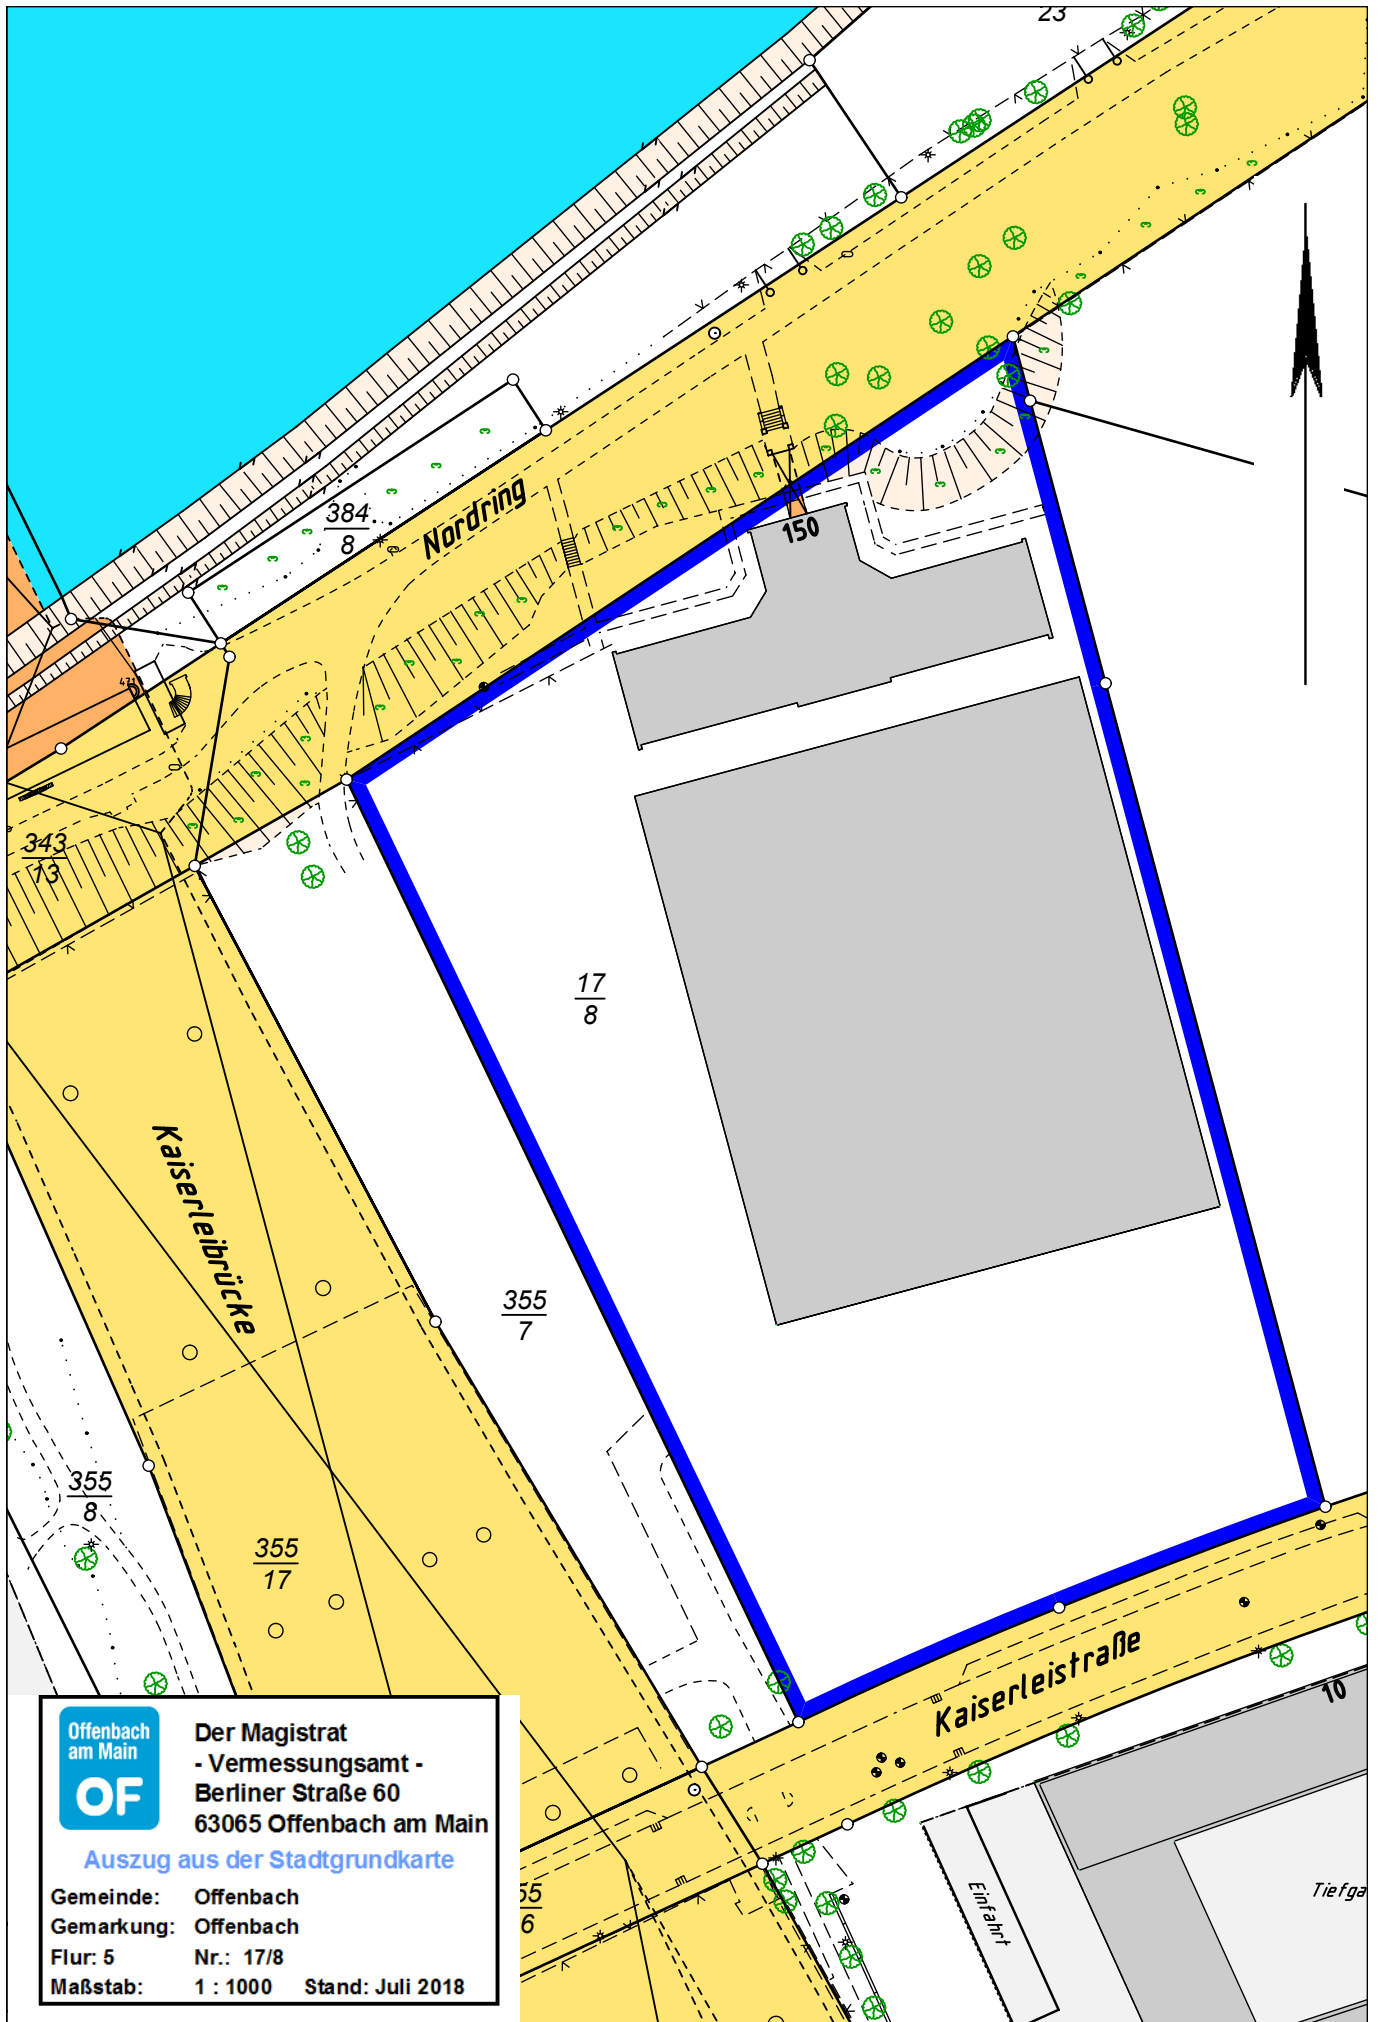 23
384
8
Nordring
150
471
343
13
17
8
Kaiserleibrücke
355
7
355
8
355
17
Kaiserleistraße
10
Einfahrt
Tiefga
55
6
Offenbach
am Main
OF
Der Magistrat
- Vermessungsamt -
Berliner Straße 60
63065 Offenbach am Main
Auszug aus der Stadtgrundkarte
Gemeinde: Offenbach
Gemarkung: Offenbach
Flur: 5 Nr.: 17/8
Maßstab: 1 : 1000 Stand: Juli 2018